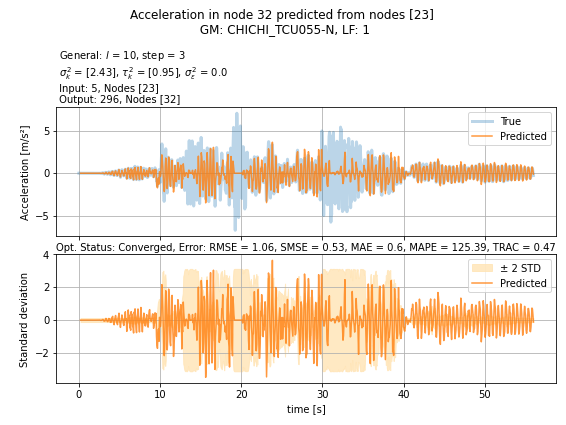 Acceleration in node 32 predicted from nodes [23]
GM: CHICHI_TCU055-N, LF: 1
General: l = 10, step = 3
σ²ₖ = [2.43], τ²ₖ = [0.95], σ²ε = 0.0
Input: 5, Nodes [23]
Output: 296, Nodes [32]
Acceleration [m/s²]
5
0
−5
True
Predicted
Opt. Status: Converged, Error: RMSE = 1.06, SMSE = 0.53, MAE = 0.6, MAPE = 125.39, TRAC = 0.47
Standard deviation
4
2
0
−2
± 2 STD
Predicted
0 10 20 30 40 50
time [s]